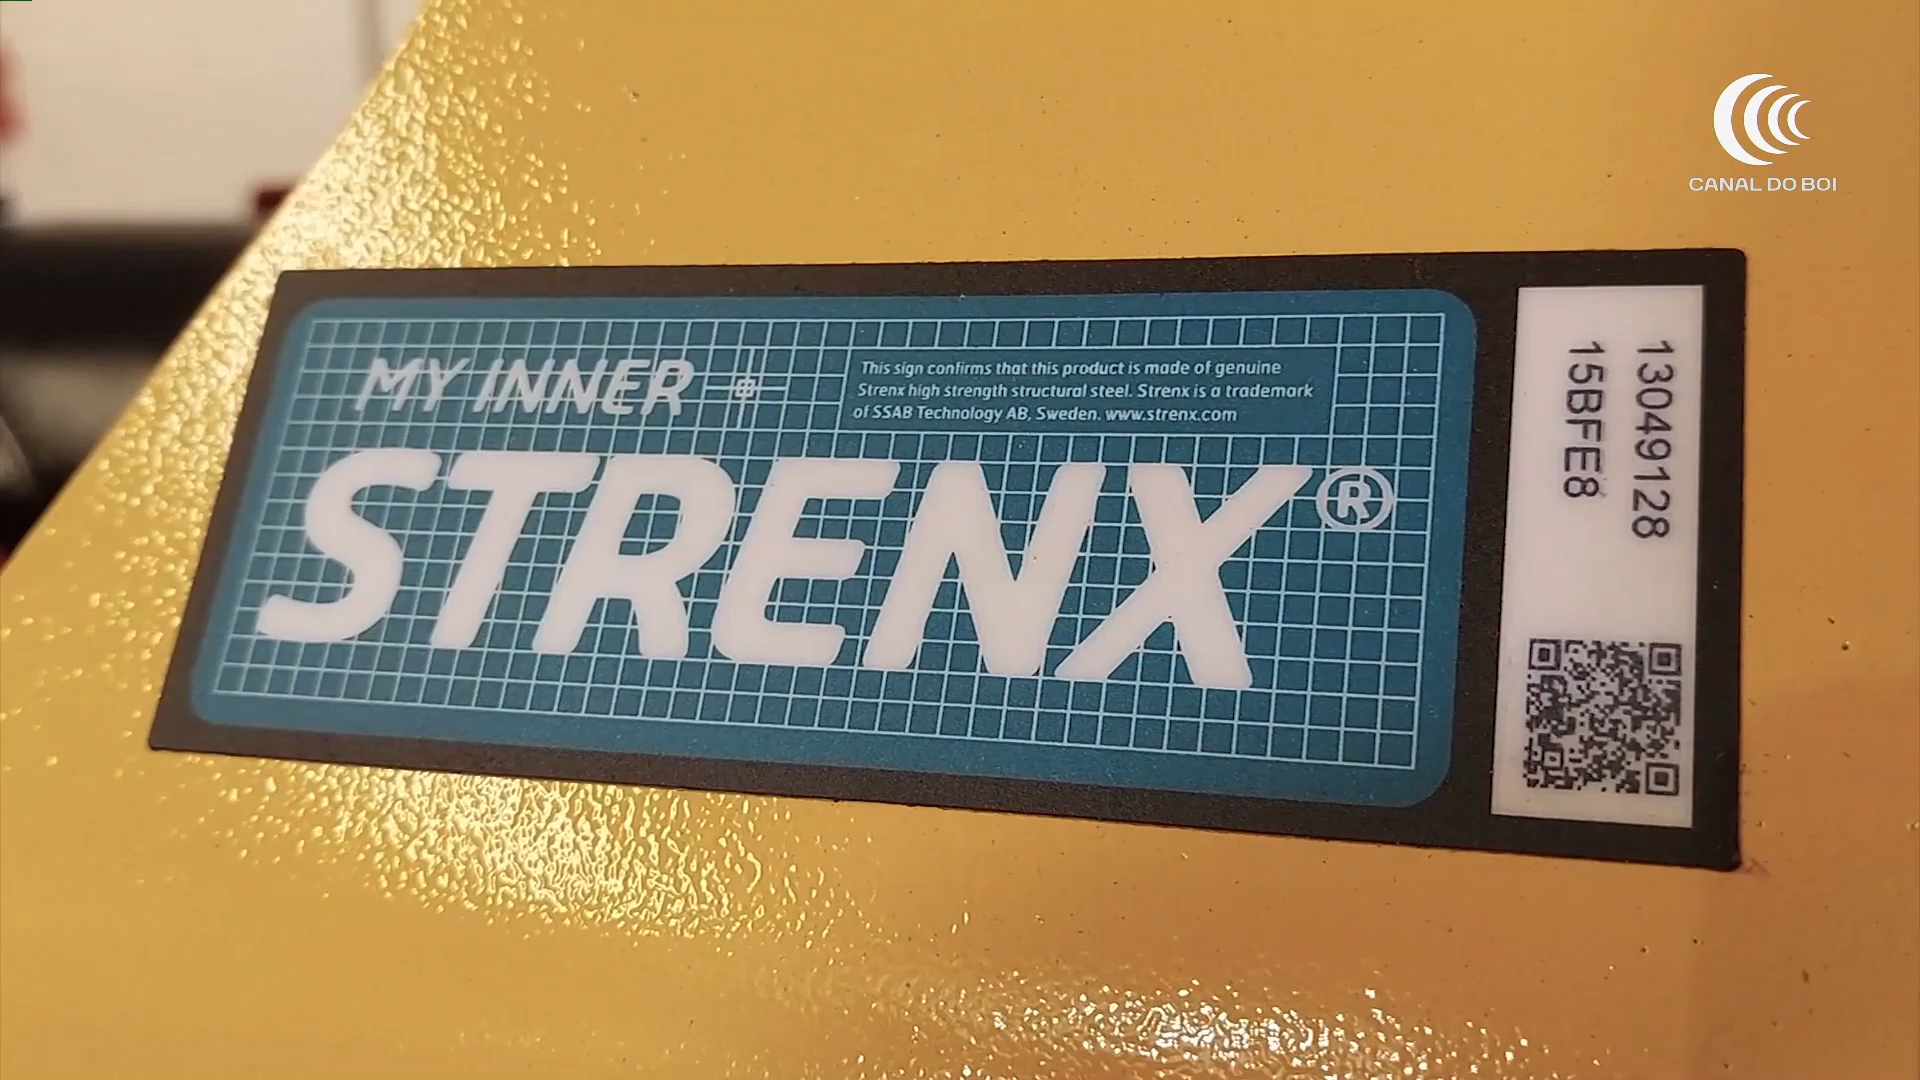 CANAL DO BOI
MY INNER
This sign confirms that this product is made of genuine
Strenx high strength structural steel. Strenx is a trademark
of SSAB Technology AB, Sweden. www.strenx.com
STRENX®
13049128
15BFE8